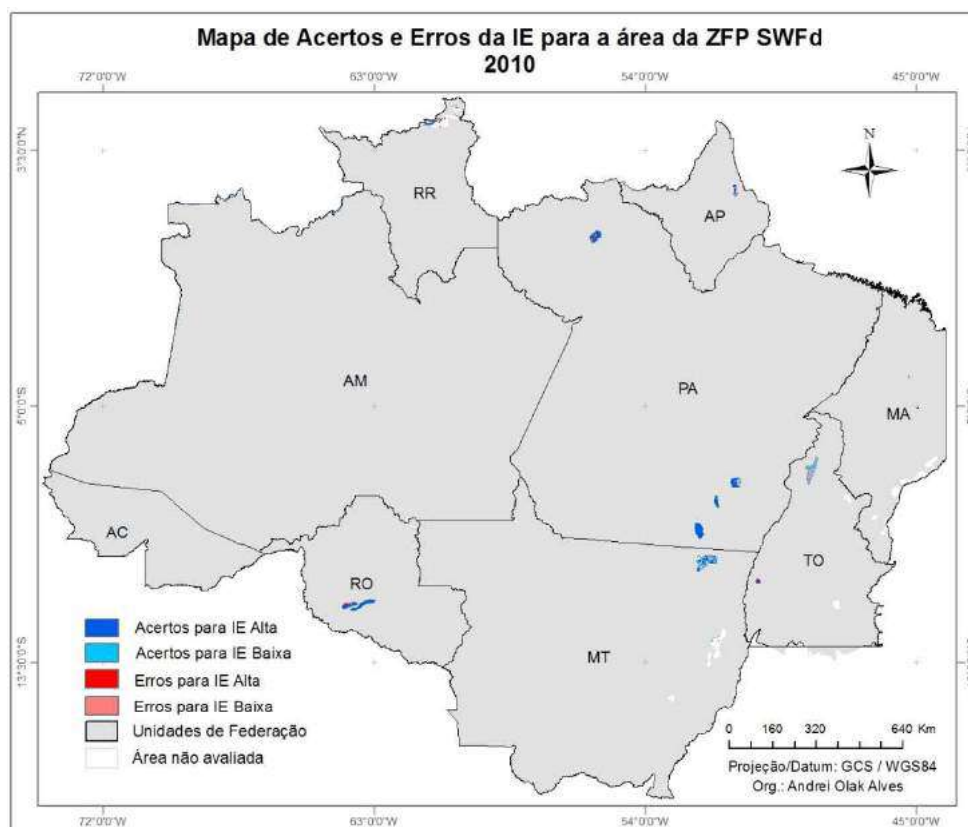 Mapa de Acertos e Erros da IE para a área da ZFP SWFd
2010
72°0'0"W 63°0'0"W 54°0'0"W 45°0'0"W
3°30'0"N
N
RR
AP
AM
PA
5°0'0"S
MA
AC
TO
RO
MT
13°30'0"S
Acertos para IE Alta
Acertos para IE Baixa
Erros para IE Alta
Erros para IE Baixa
Unidades de Federação
Área não avaliada
0 160 320 640 Km
Projeção/Datum: GCS / WGS84
Org.: Andrei Olak Alves
72°0'0"W 63°0'0"W 54°0'0"W 45°0'0"W